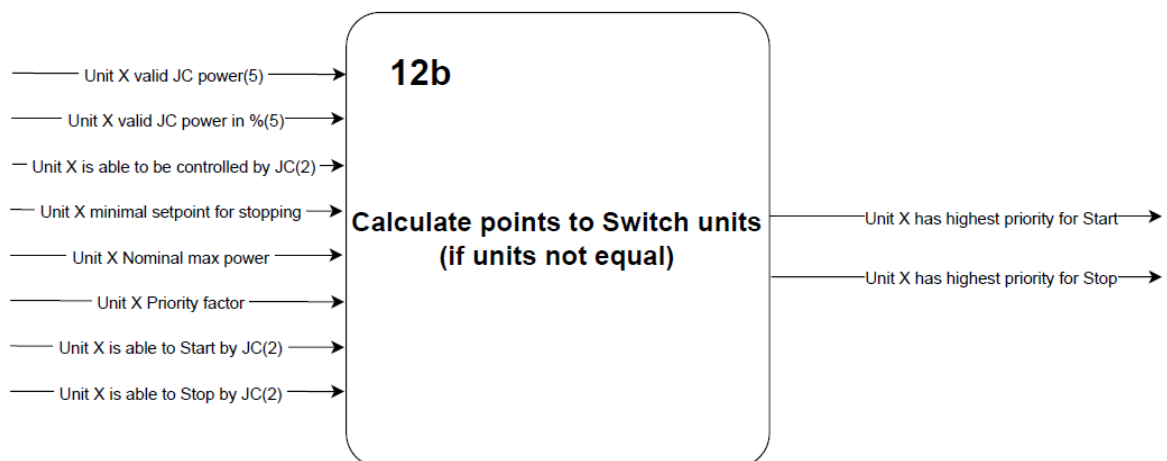 12b
Unit X valid JC power(5)
Unit X valid JC power in %(5)
Unit X is able to be controlled by JC(2)
Unit X minimal setpoint for stopping
Unit X Nominal max power
Unit X Priority factor
Unit X is able to Start by JC(2)
Unit X is able to Stop by JC(2)
Calculate points to Switch units
(if units not equal)
Unit X has highest priority for Start
Unit X has highest priority for Stop